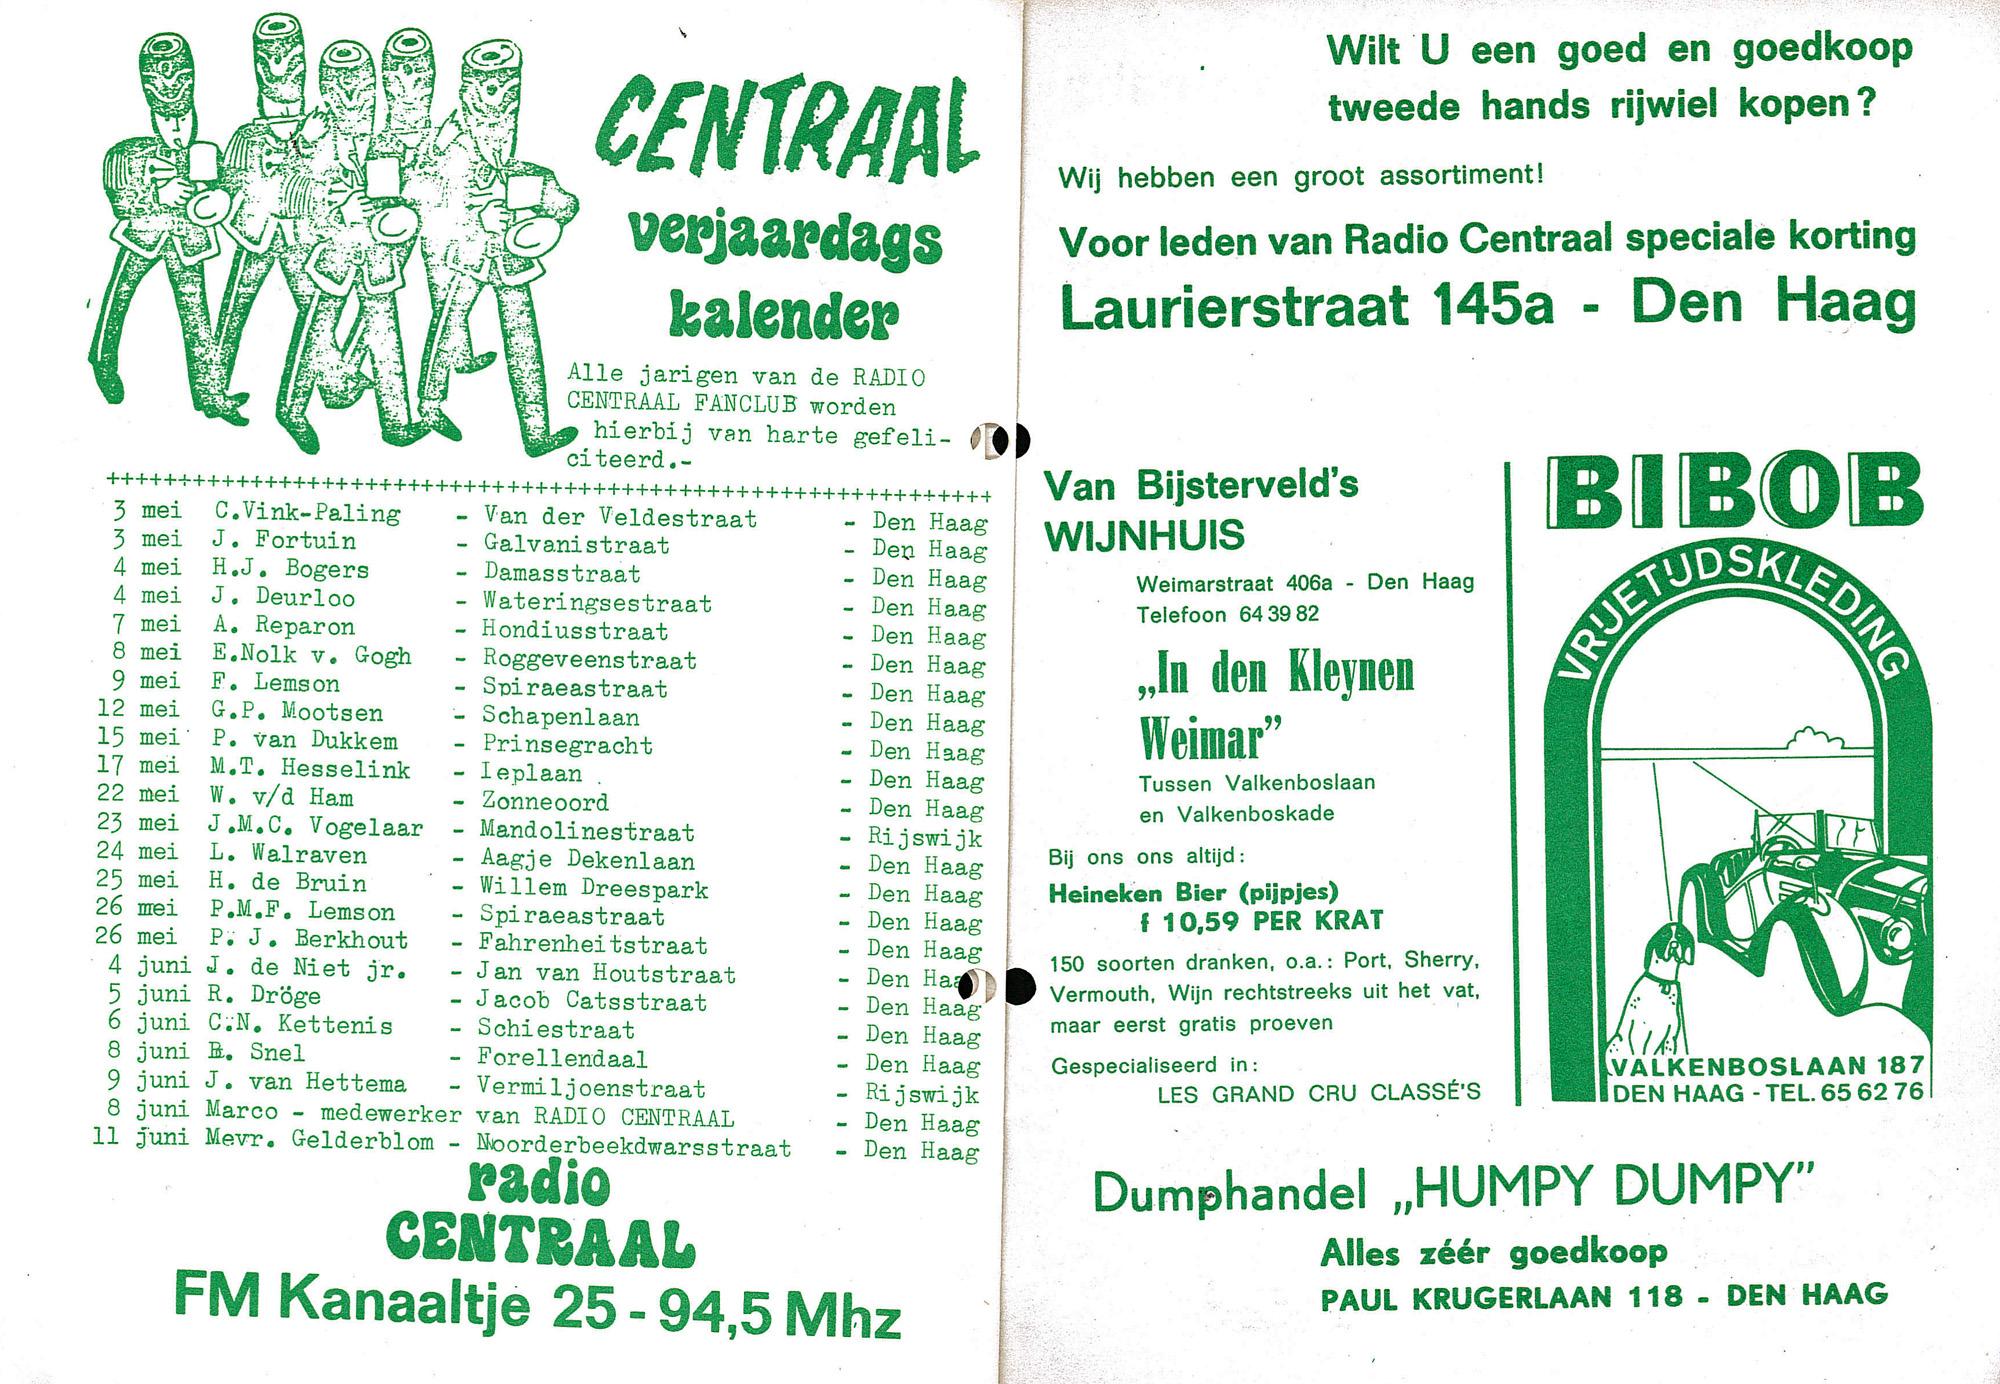 CENTRAAL
verjaardags
kalender
Alle jarigen van de RADIO
CENTRAAL FANCLUB worden
hierbij van harte gefeli-
citeerd.-
++++++++++++++++++++++++++++++++++++++++++++++++++++++++++++++
3 mei C.Vink-Paling - Van der Veldestraat - Den Haag
3 mei J. Fortuin - Galvanistraat - Den Haag
4 mei H.J. Bogers - Damasstraat - Den Haag
4 mei J. Deurloo - Wateringsestraat - Den Haag
7 mei A. Reparon - Hondiusstraat - Den Haag
8 mei E.Nolk v. Gogh - Roggeveenstraat - Den Haag
9 mei F. Lemson - Spiraeastraat - Den Haag
12 mei G.P. Mootsen - Schapenlaan - Den Haag
15 mei P. van Dukkem - Prinsegracht - Den Haag
17 mei M.T. Hesselink - Ieplaan - Den Haag
22 mei W. v/d Ham - Zonneoord - Den Haag
23 mei J.M.C. Vogelaar - Mandolinestraat - Rijswijk
24 mei L. Walraven - Aagje Dekenlaan - Den Haag
25 mei H. de Bruin - Willem Dreespark - Den Haag
26 mei P.M.F. Lemson - Spiraeastraat - Den Haag
26 mei P. J. Berkhout - Fahrenheitstraat - Den Haag
4 juni J. de Niet jr. - Jan van Houtstraat - Den Haag
5 juni R. Dröge - Jacob Catsstraat - Den Haag
6 juni C.N. Kettenis - Schiestraat - Den Haag
8 juni Snel - Forellendaal - Den Haag
9 juni J. van Hettema - Vermiljoenstraat - Rijswijk
8 juni Marco - medewerker van RADIO CENTRAAL - Den Haag
11 juni Mevr. Gelderblom - Noorderbeekdwarsstraat - Den Haag
radio
CENTRAAL
FM Kanaaltje 25 - 94,5 Mhz
Wilt U een goed en goedkoop
tweede hands rijwiel kopen?
Wij hebben een groot assortiment!
Voor leden van Radio Centraal speciale korting
Laurierstraat 145a - Den Haag
Van Bijsterveld's
WIJNHUIS
Weimarstraat 406a - Den Haag
Telefoon 64 39 82
„In den Kleynen
Weimar”
Tussen Valkenboslaan
en Valkenboskade
Bij ons ons altijd:
Heineken Bier (pijpjes)
f 10,59 PER KRAT
150 soorten dranken, o.a.: Port, Sherry,
Vermouth, Wijn rechtstreeks uit het vat,
maar eerst gratis proeven
Gespecialiseerd in:
LES GRAND CRU CLASSÉ'S
BIBOB
VRIJETIJDSKLEDING
VALKENBOSLAAN 187
DEN HAAG - TEL. 65 62 76
Dumphandel „HUMPY DUMPY”
Alles zéér goedkoop
PAUL KRUGERLAAN 118 - DEN HAAG